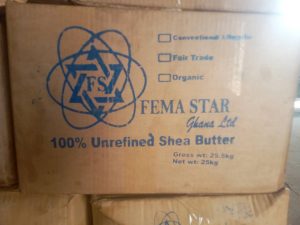 Conventional / Regular
Fair Trade
Organic
FS
FEMA STAR
Ghana Ltd
100% Unrefined Shea Butter
Gross wt: 25.5kg
Net wt: 25kg